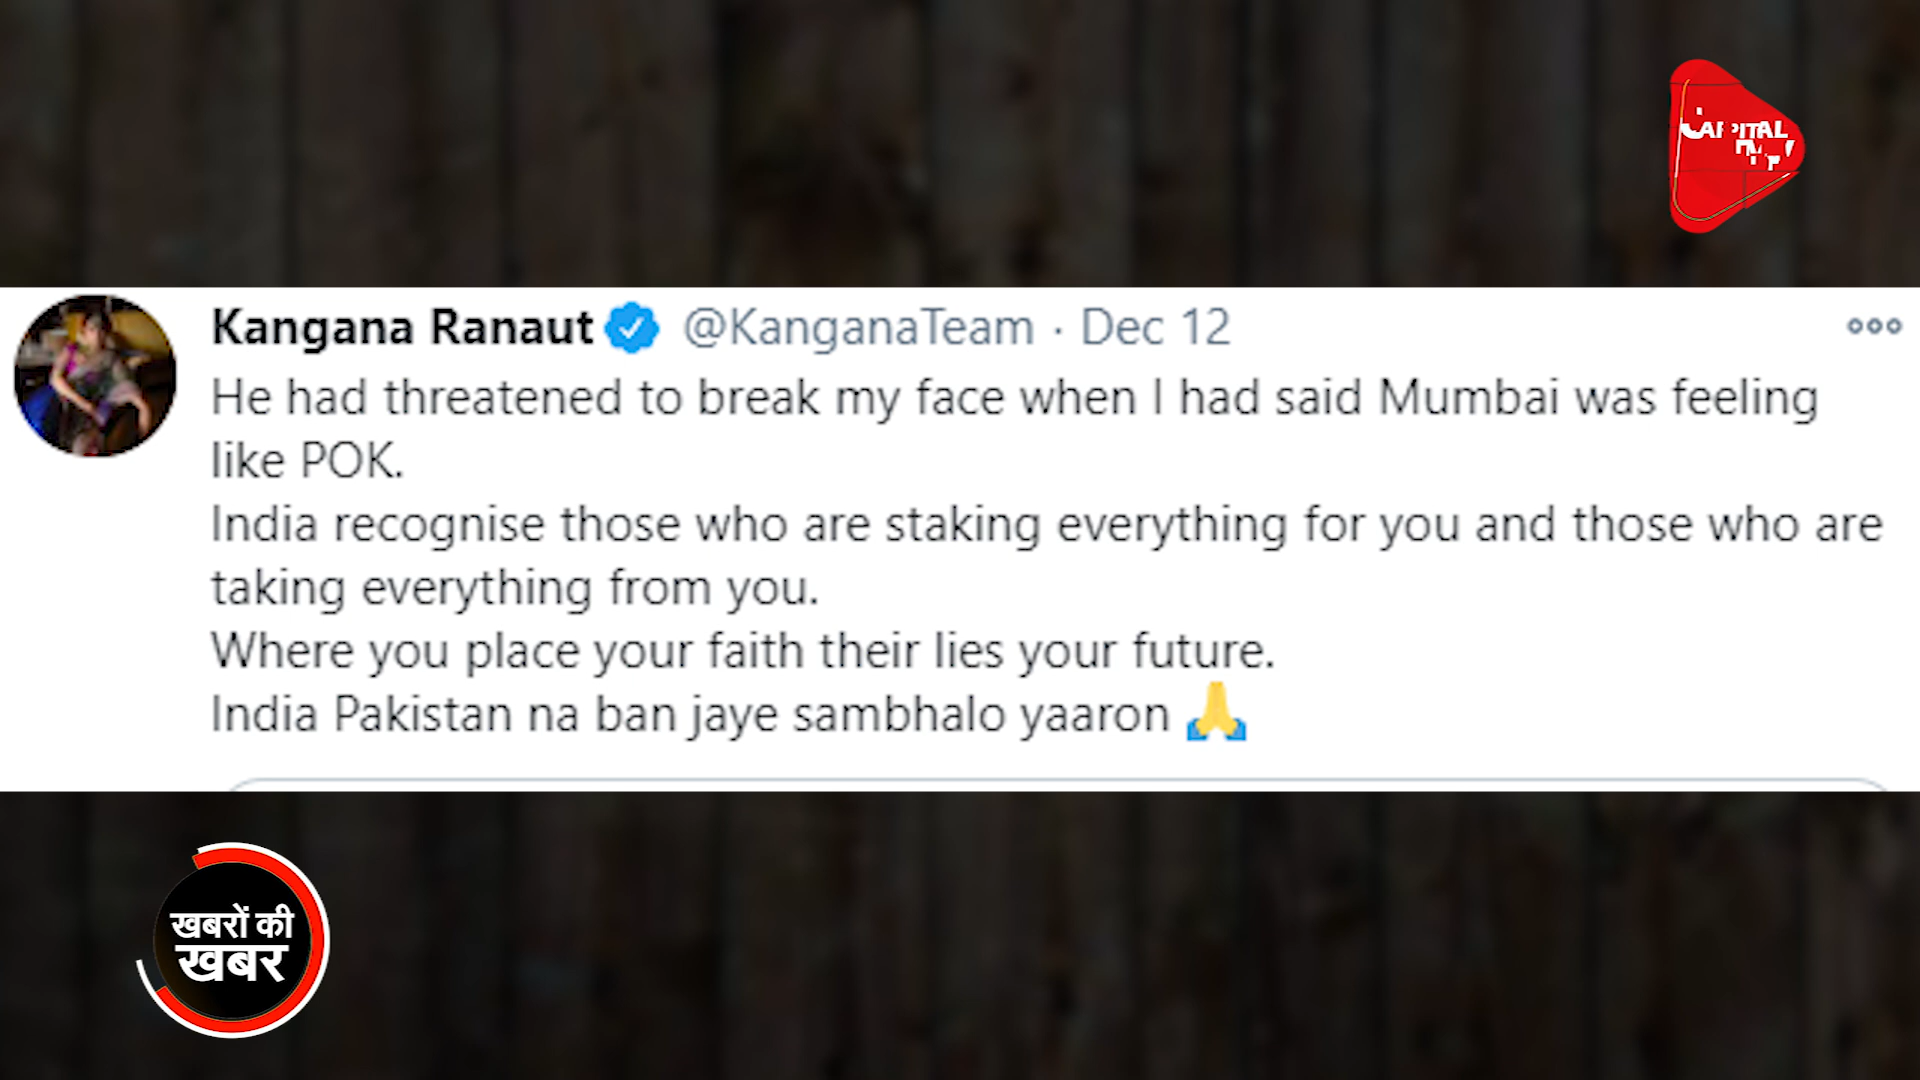 CAPITAL
TV
Kangana Ranaut @KanganaTeam · Dec 12
He had threatened to break my face when I had said Mumbai was feeling
like POK.
India recognise those who are staking everything for you and those who are
taking everything from you.
Where you place your faith their lies your future.
India Pakistan na ban jaye sambhalo yaaron 🙏
खबरों की
खबर